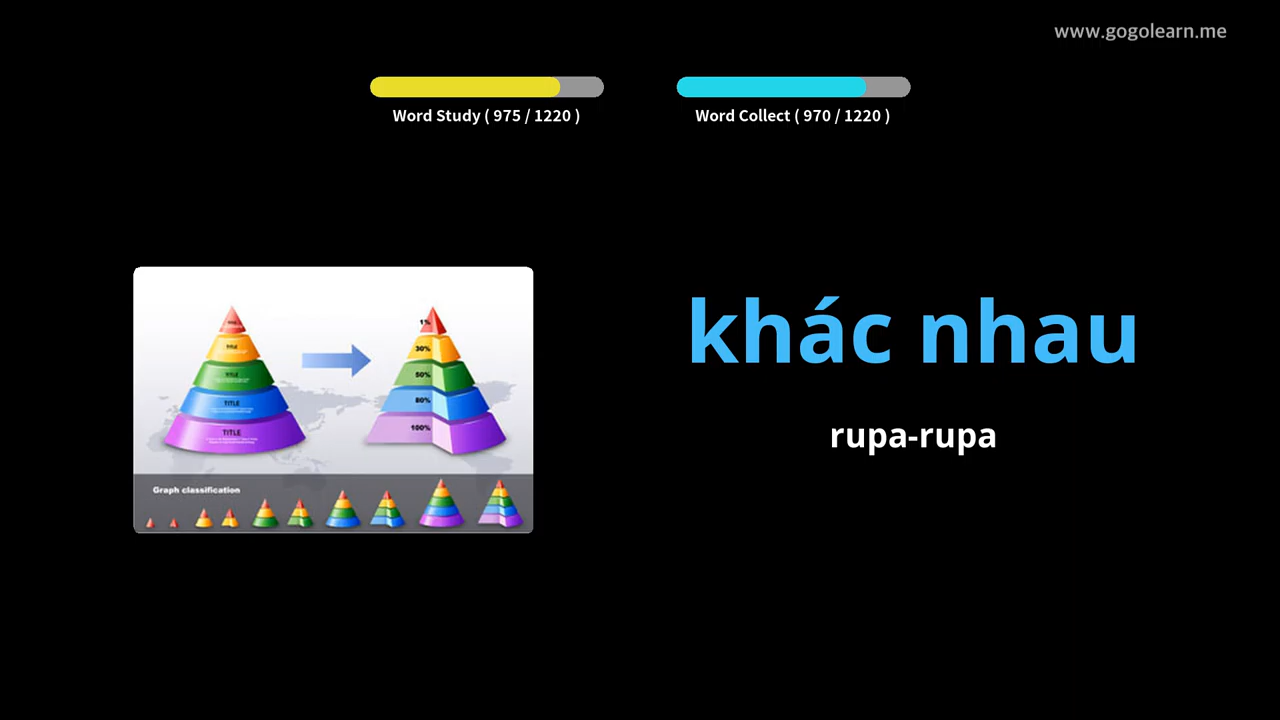 www.gogolearn.me
Word Study ( 975 / 1220 )
Word Collect ( 970 / 1220 )
khác nhau
rupa-rupa
TITLE
TITLE
TITLE
TITLE
1%
30%
50%
80%
100%
Graph classification